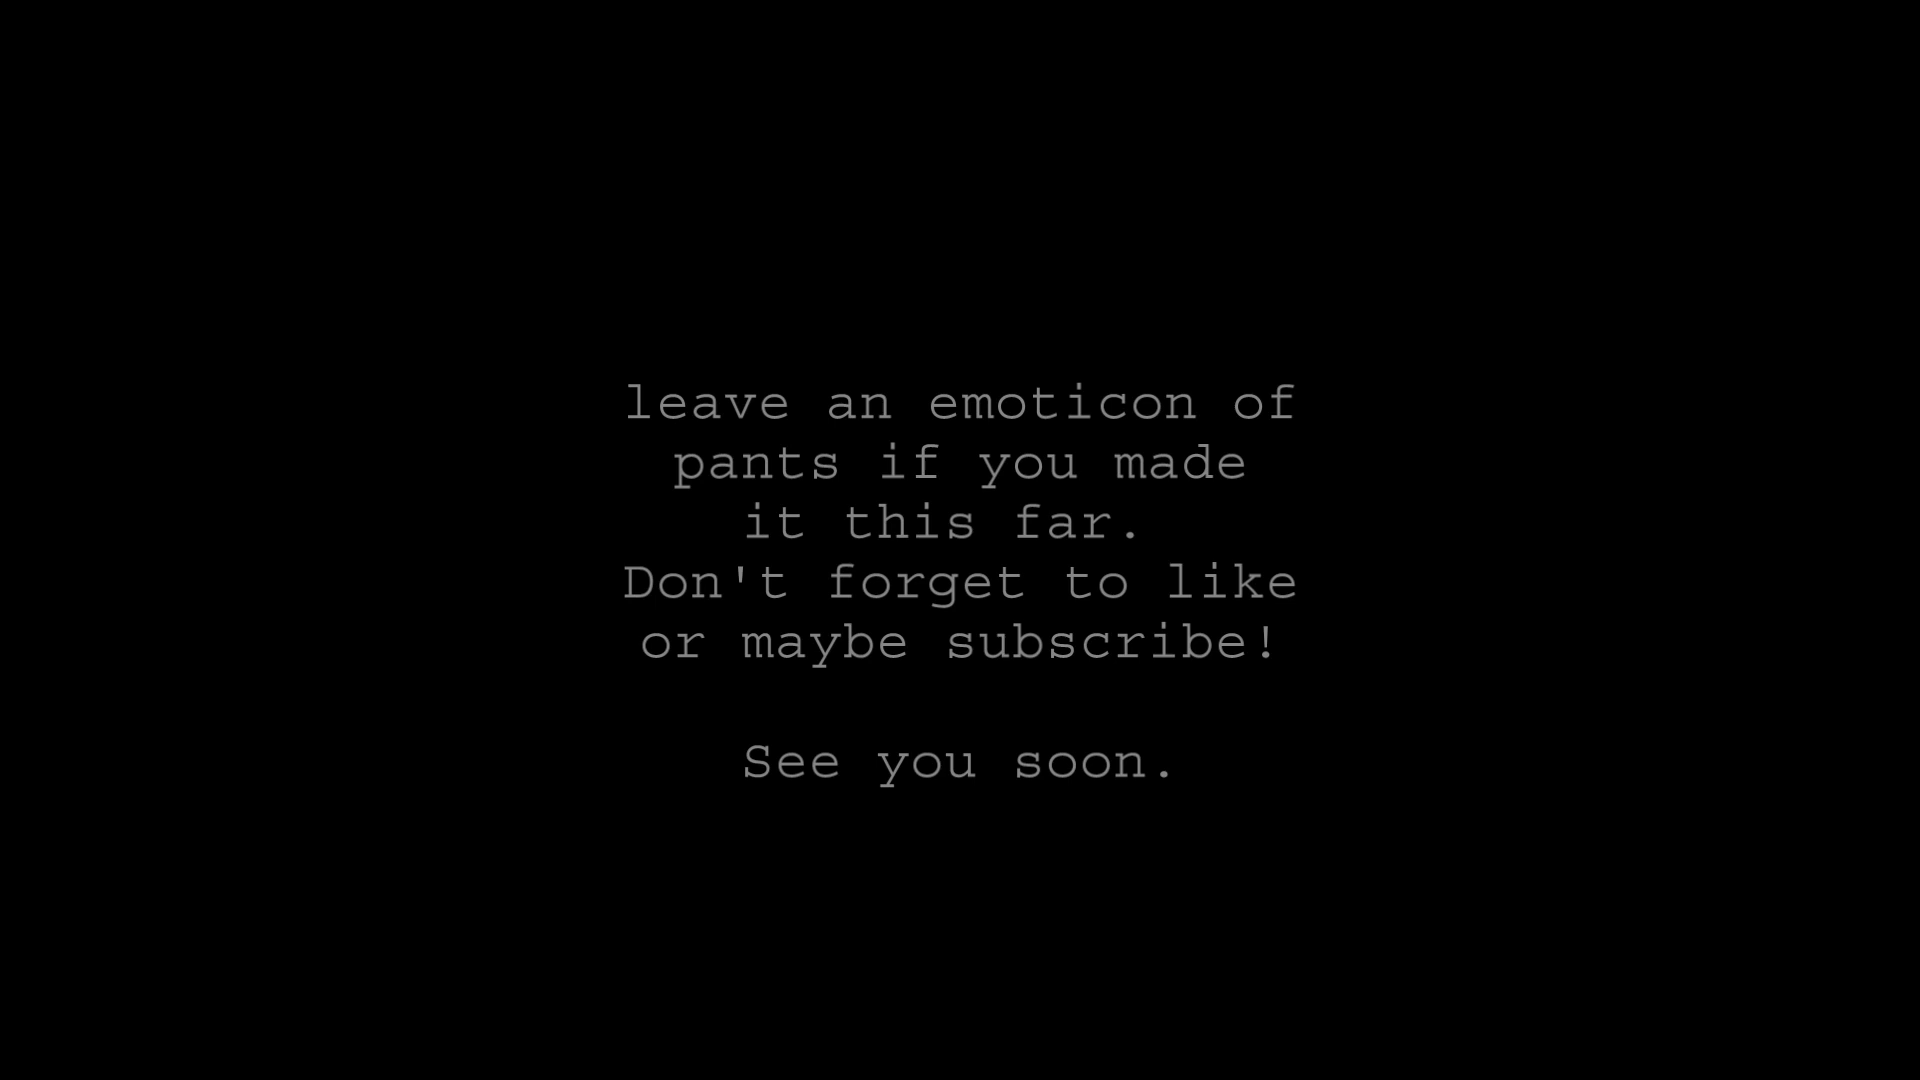 leave an emoticon of
pants if you made
it this far.
Don't forget to like
or maybe subscribe!
See you soon.